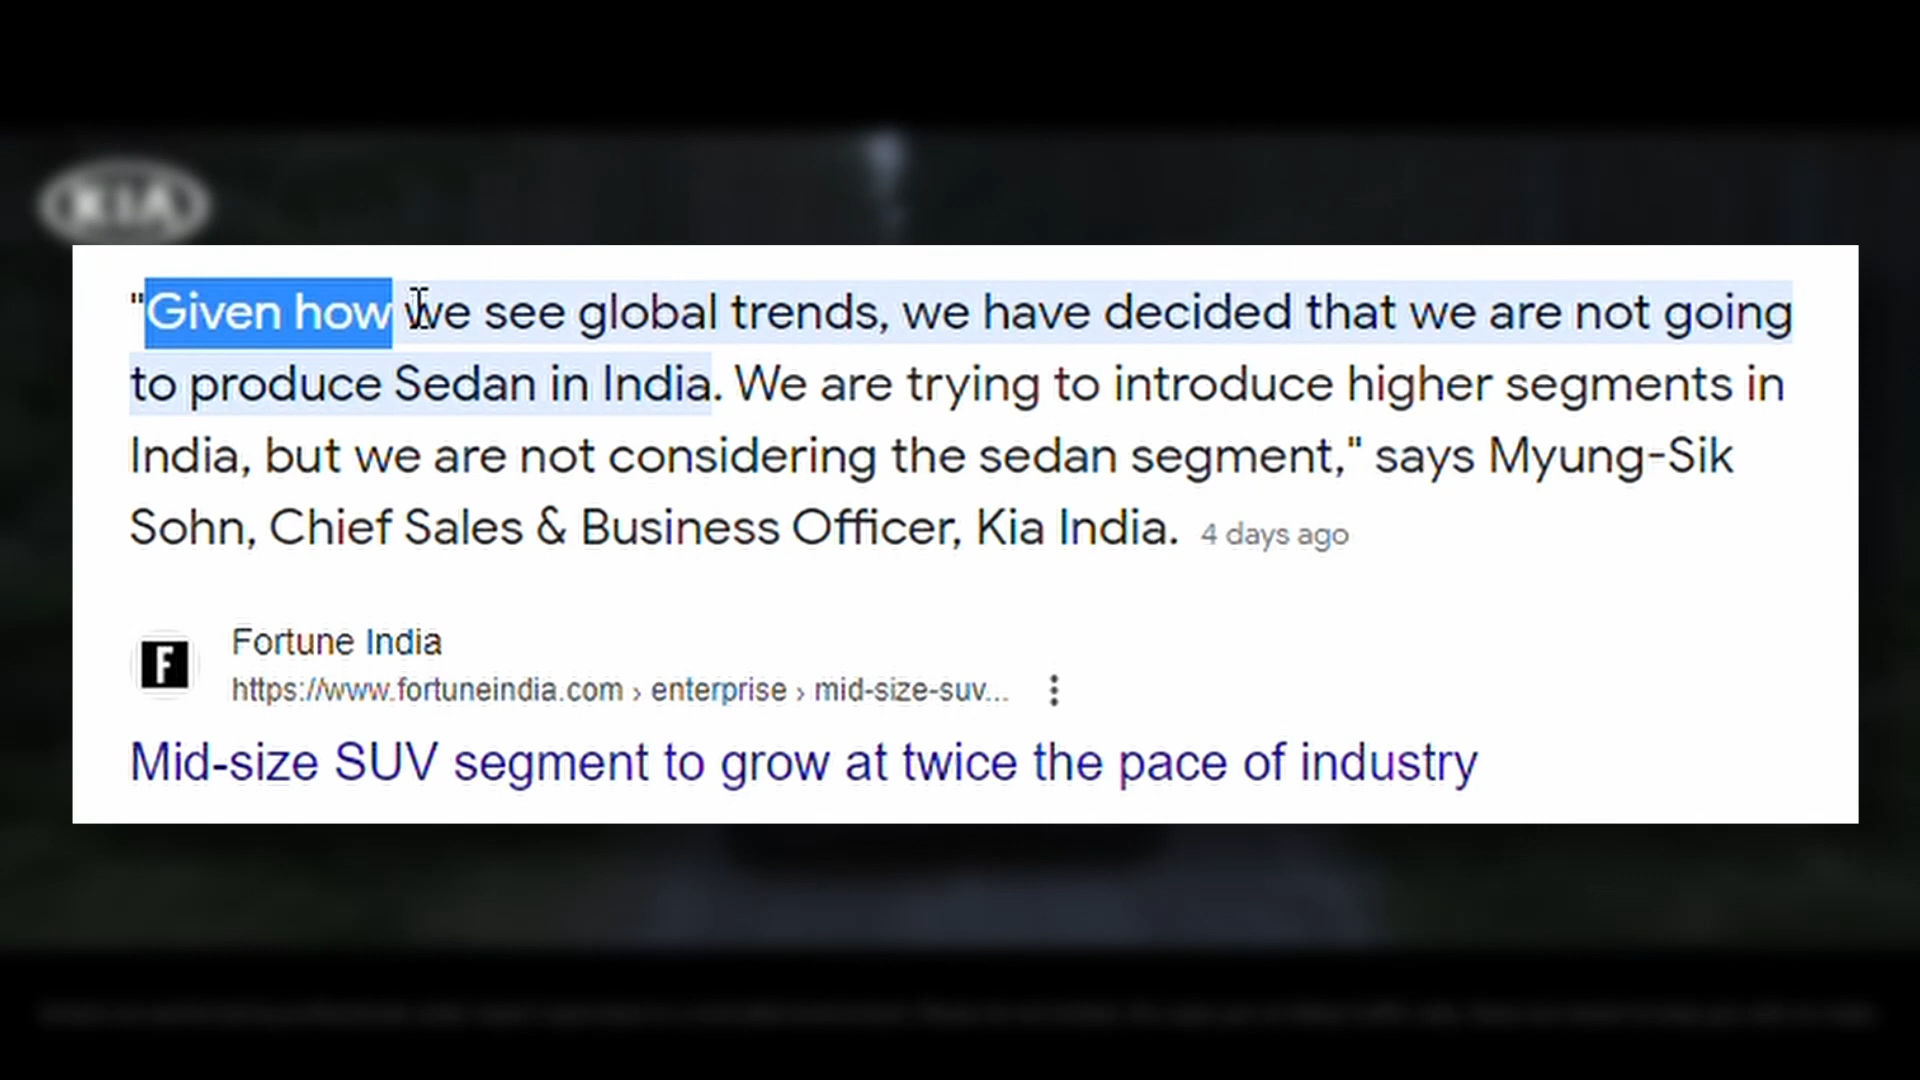 KIA
"Given how we see global trends, we have decided that we are not going
to produce Sedan in India. We are trying to introduce higher segments in
India, but we are not considering the sedan segment," says Myung-Sik
Sohn, Chief Sales & Business Officer, Kia India. 4 days ago
F
Fortune India
https://www.fortuneindia.com › enterprise › mid-size-suv...
Mid-size SUV segment to grow at twice the pace of industry